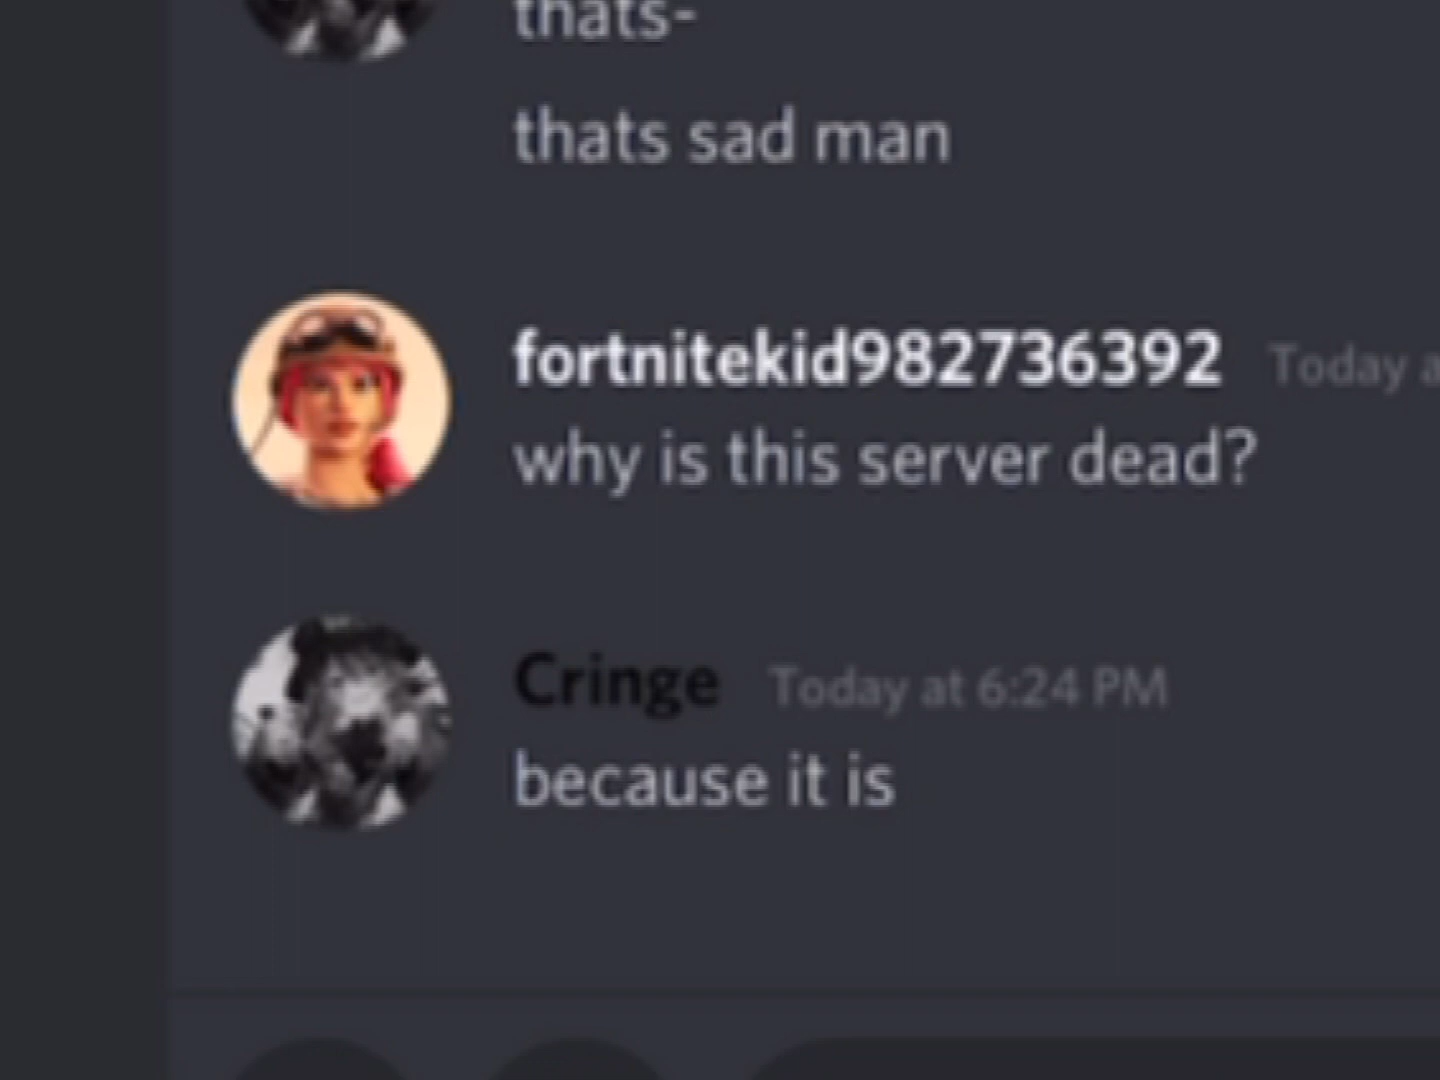 thats-
thats sad man
fortnitekid982736392 Today a
why is this server dead?
Cringe Today at 6:24 PM
because it is